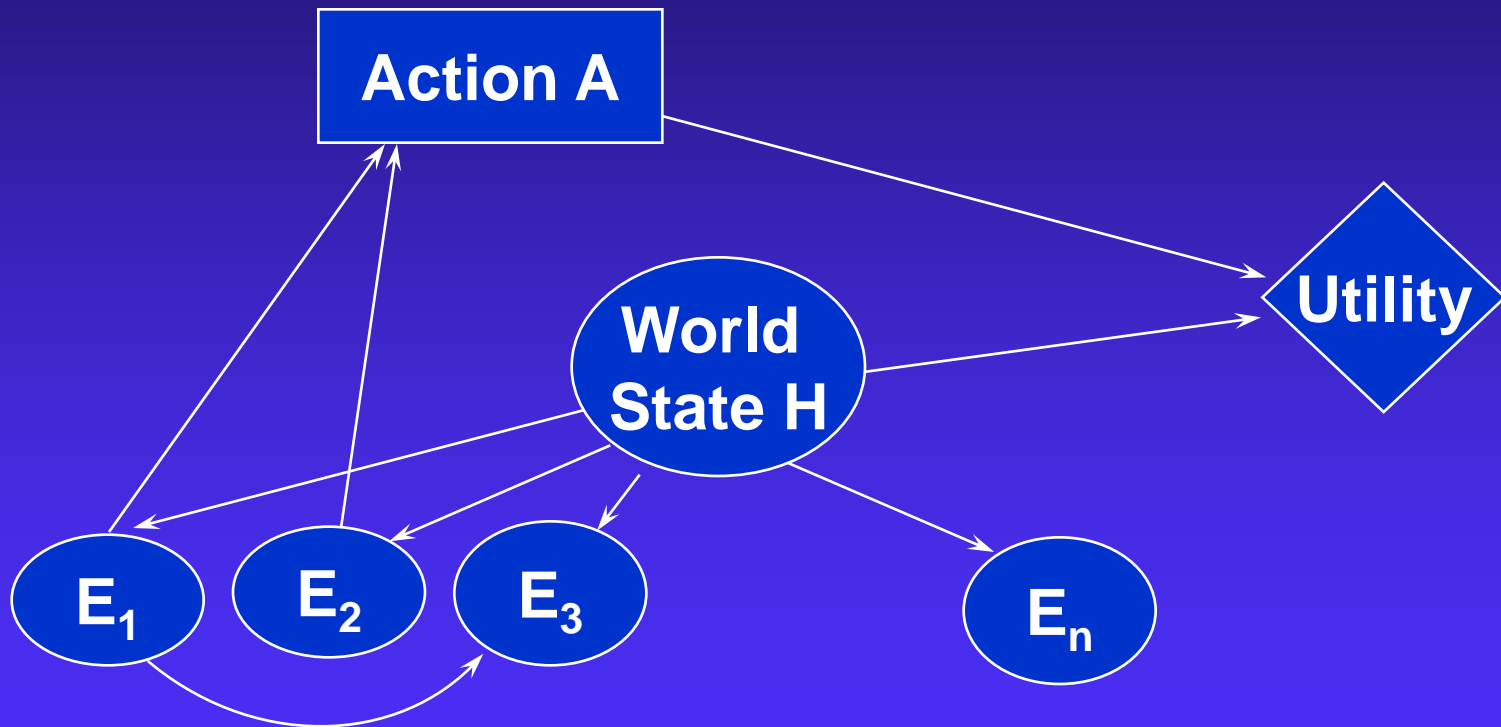 Action A
Utility
World
State H
E₁
E₂
E₃
Eₙ